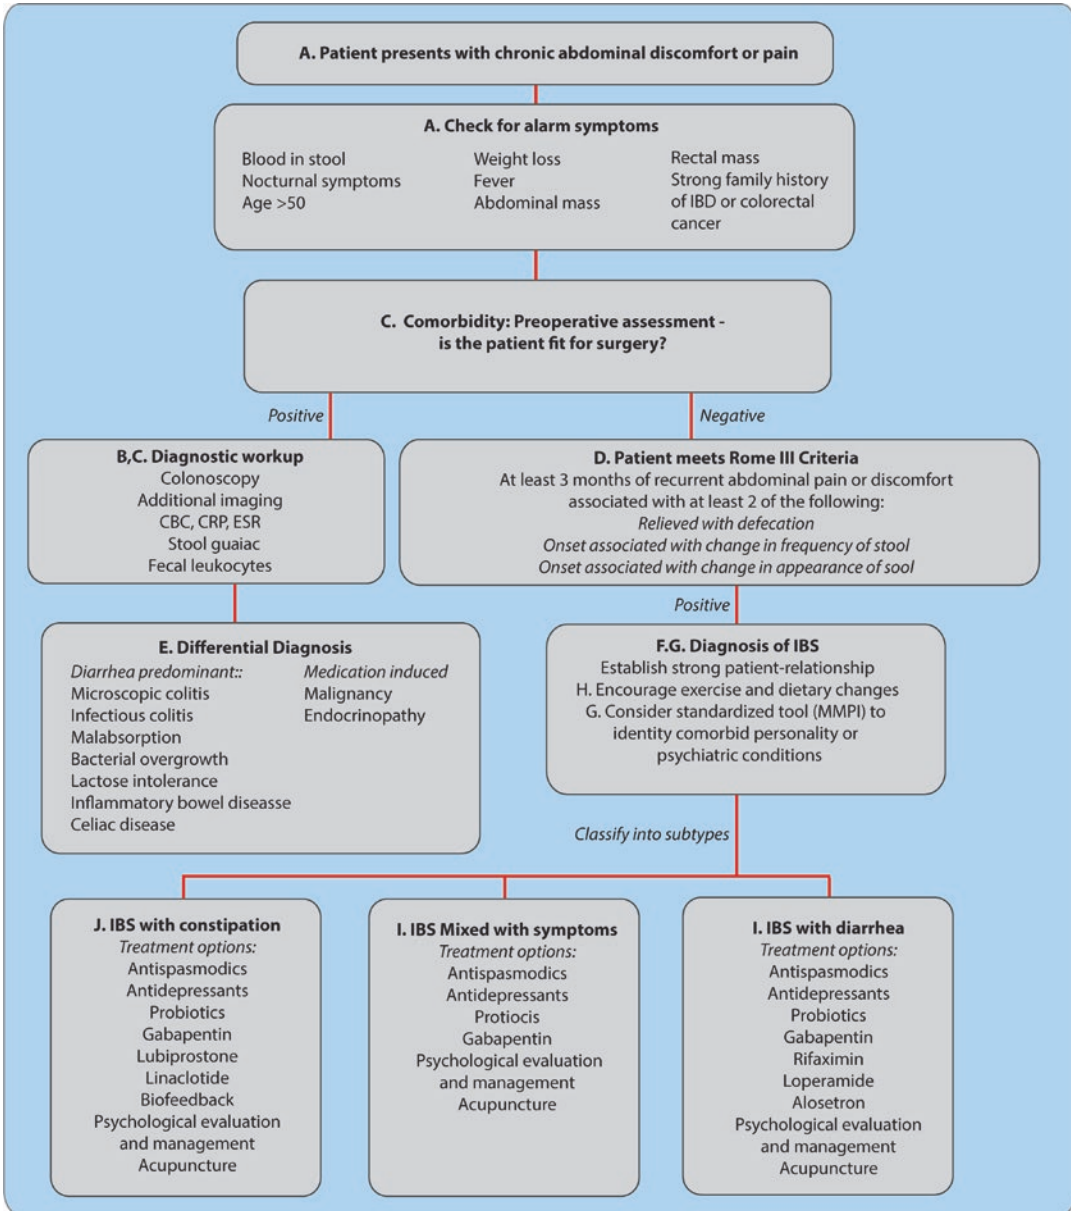 A. Patient presents with chronic abdominal discomfort or pain
A. Check for alarm symptoms
Blood in stool
Nocturnal symptoms
Age >50
Weight loss
Fever
Abdominal mass
Rectal mass
Strong family history
of IBD or colorectal
cancer
C. Comorbidity: Preoperative assessment -
is the patient fit for surgery?
Positive
Negative
B,C. Diagnostic workup
Colonoscopy
Additional imaging
CBC, CRP, ESR
Stool guaiac
Fecal leukocytes
D. Patient meets Rome III Criteria
At least 3 months of recurrent abdominal pain or discomfort
associated with at least 2 of the following:
Relieved with defecation
Onset associated with change in frequency of stool
Onset associated with change in appearance of sool
Positive
E. Differential Diagnosis
Diarrhea predominant::
Microscopic colitis
Infectious colitis
Malabsorption
Bacterial overgrowth
Lactose intolerance
Inflammatory bowel diseasse
Celiac disease
Medication induced
Malignancy
Endocrinopathy
F.G. Diagnosis of IBS
Establish strong patient-relationship
H. Encourage exercise and dietary changes
G. Consider standardized tool (MMPI) to
identity comorbid personality or
psychiatric conditions
Classify into subtypes
J. IBS with constipation
Treatment options:
Antispasmodics
Antidepressants
Probiotics
Gabapentin
Lubiprostone
Linaclotide
Biofeedback
Psychological evaluation
and management
Acupuncture
I. IBS Mixed with symptoms
Treatment options:
Antispasmodics
Antidepressants
Protiocis
Gabapentin
Psychological evaluation
and management
Acupuncture
I. IBS with diarrhea
Treatment options:
Antispasmodics
Antidepressants
Probiotics
Gabapentin
Rifaximin
Loperamide
Alosetron
Psychological evaluation
and management
Acupuncture